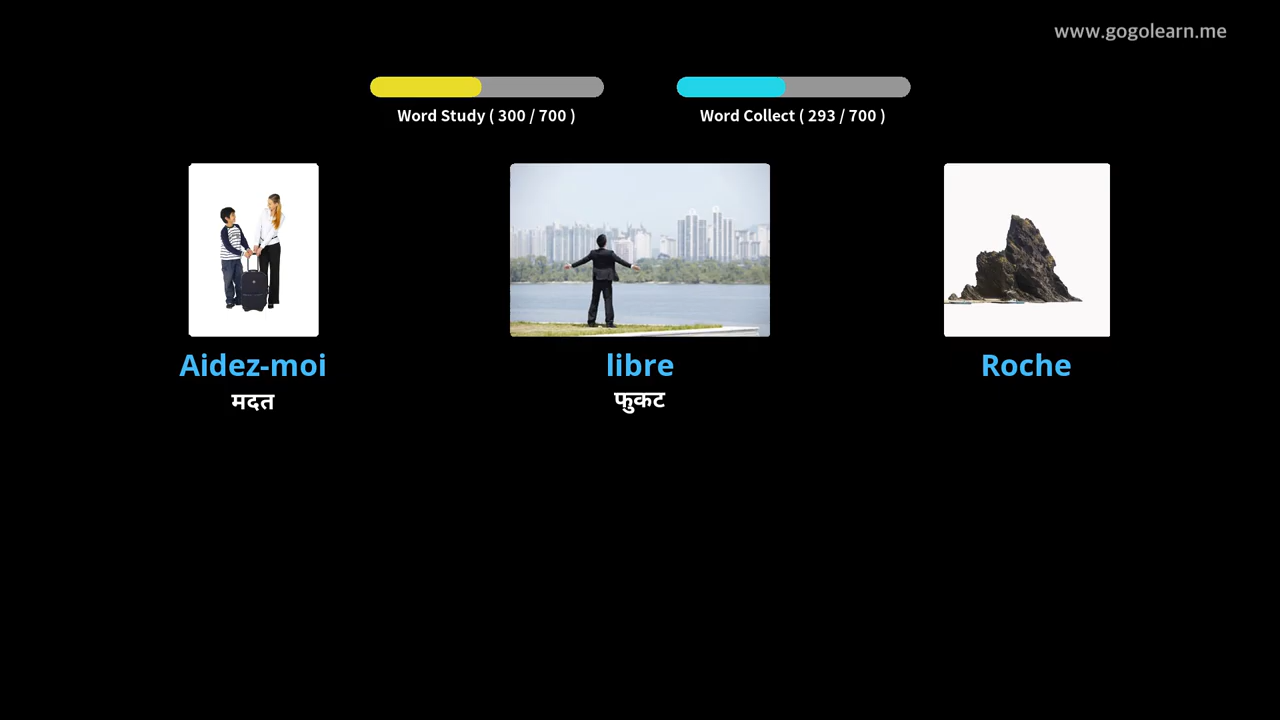 www.gogolearn.me
Word Study ( 300 / 700 )
Word Collect ( 293 / 700 )
Aidez-moi
मदत
libre
फुकट
Roche